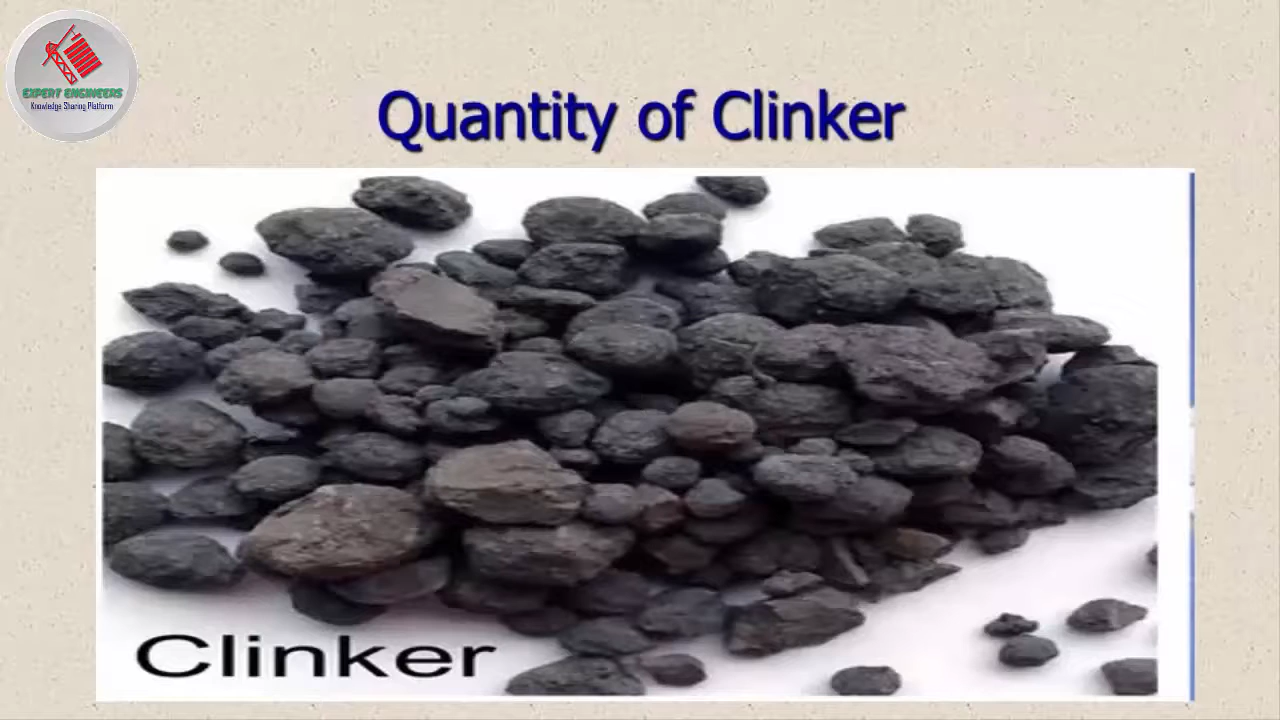 EXPERT ENGINEERS
Knowledge Sharing Platform
Quantity of Clinker
Clinker